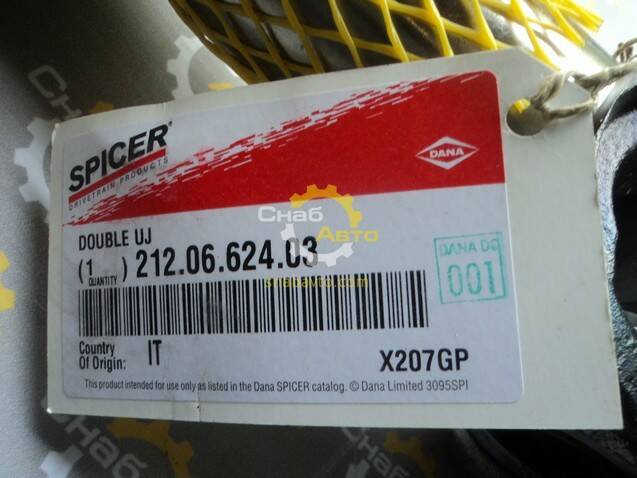 SPICER®
DRIVETRAIN PRODUCTS
DANA
DOUBLE UJ
(1) 212.06.624.03
QUANTITY
DANA DC
001
Country
Of Origin: IT
X207GP
This product intended for use only as listed in the Dana SPICER catalog. © Dana Limited 3095SPI
Снаб
Авто
snabavto.com